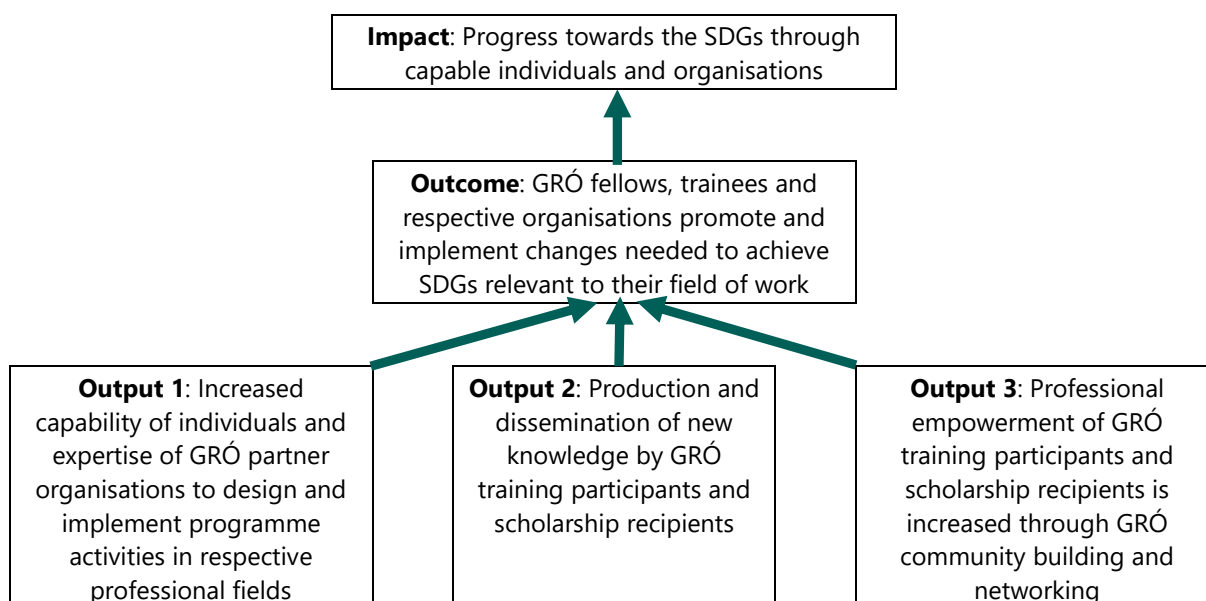 Impact: Progress towards the SDGs through
capable individuals and organisations
Outcome: GRÓ fellows, trainees and
respective organisations promote and
implement changes needed to achieve
SDGs relevant to their field of work
Output 1: Increased
capability of individuals and
expertise of GRÓ partner
organisations to design and
implement programme
activities in respective
professional fields
Output 2: Production and
dissemination of new
knowledge by GRÓ
training participants and
scholarship recipients
Output 3: Professional
empowerment of GRÓ
training participants and
scholarship recipients is
increased through GRÓ
community building and
networking